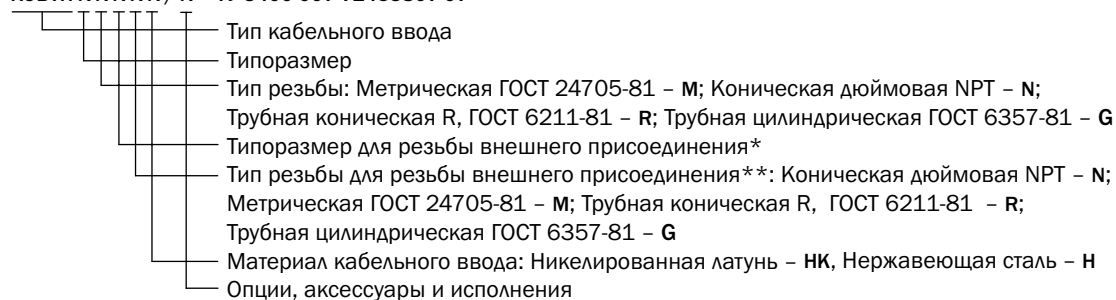 Тип кабельного ввода
Типоразмер
Тип резьбы: Метрическая ГОСТ 24705-81 – M; Коническая дюймовая NPT – N;
Трубная коническая R, ГОСТ 6211-81 – R; Трубная цилиндрическая ГОСТ 6357-81 – G
Типоразмер для резьбы внешнего присоединения*
Тип резьбы для резьбы внешнего присоединения**: Коническая дюймовая NPT – N;
Метрическая ГОСТ 24705-81 – M; Трубная коническая R, ГОСТ 6211-81 – R;
Трубная цилиндрическая ГОСТ 6357-81 – G
Материал кабельного ввода: Никелированная латунь – НК, Нержавеющая сталь – Н
Опции, аксессуары и исполнения